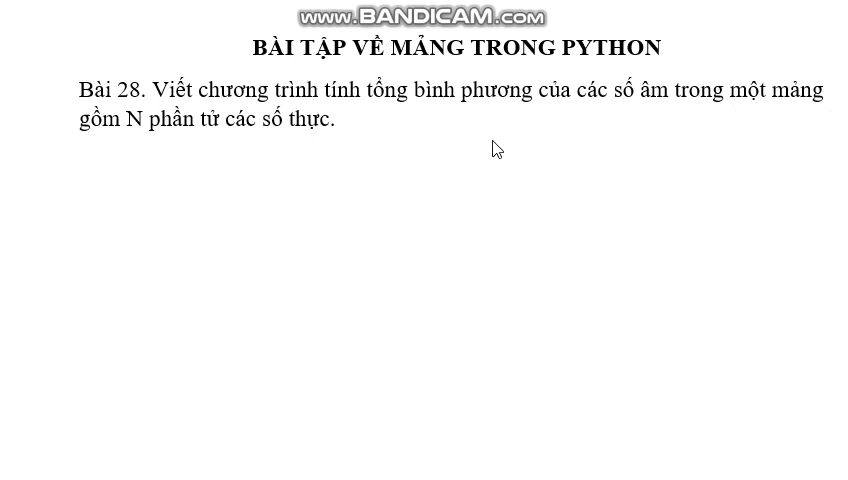 www.BANDICAM.com
BÀI TẬP VỀ MẢNG TRONG PYTHON
Bài 28. Viết chương trình tính tổng bình phương của các số âm trong một mảng
gồm N phần tử các số thực.